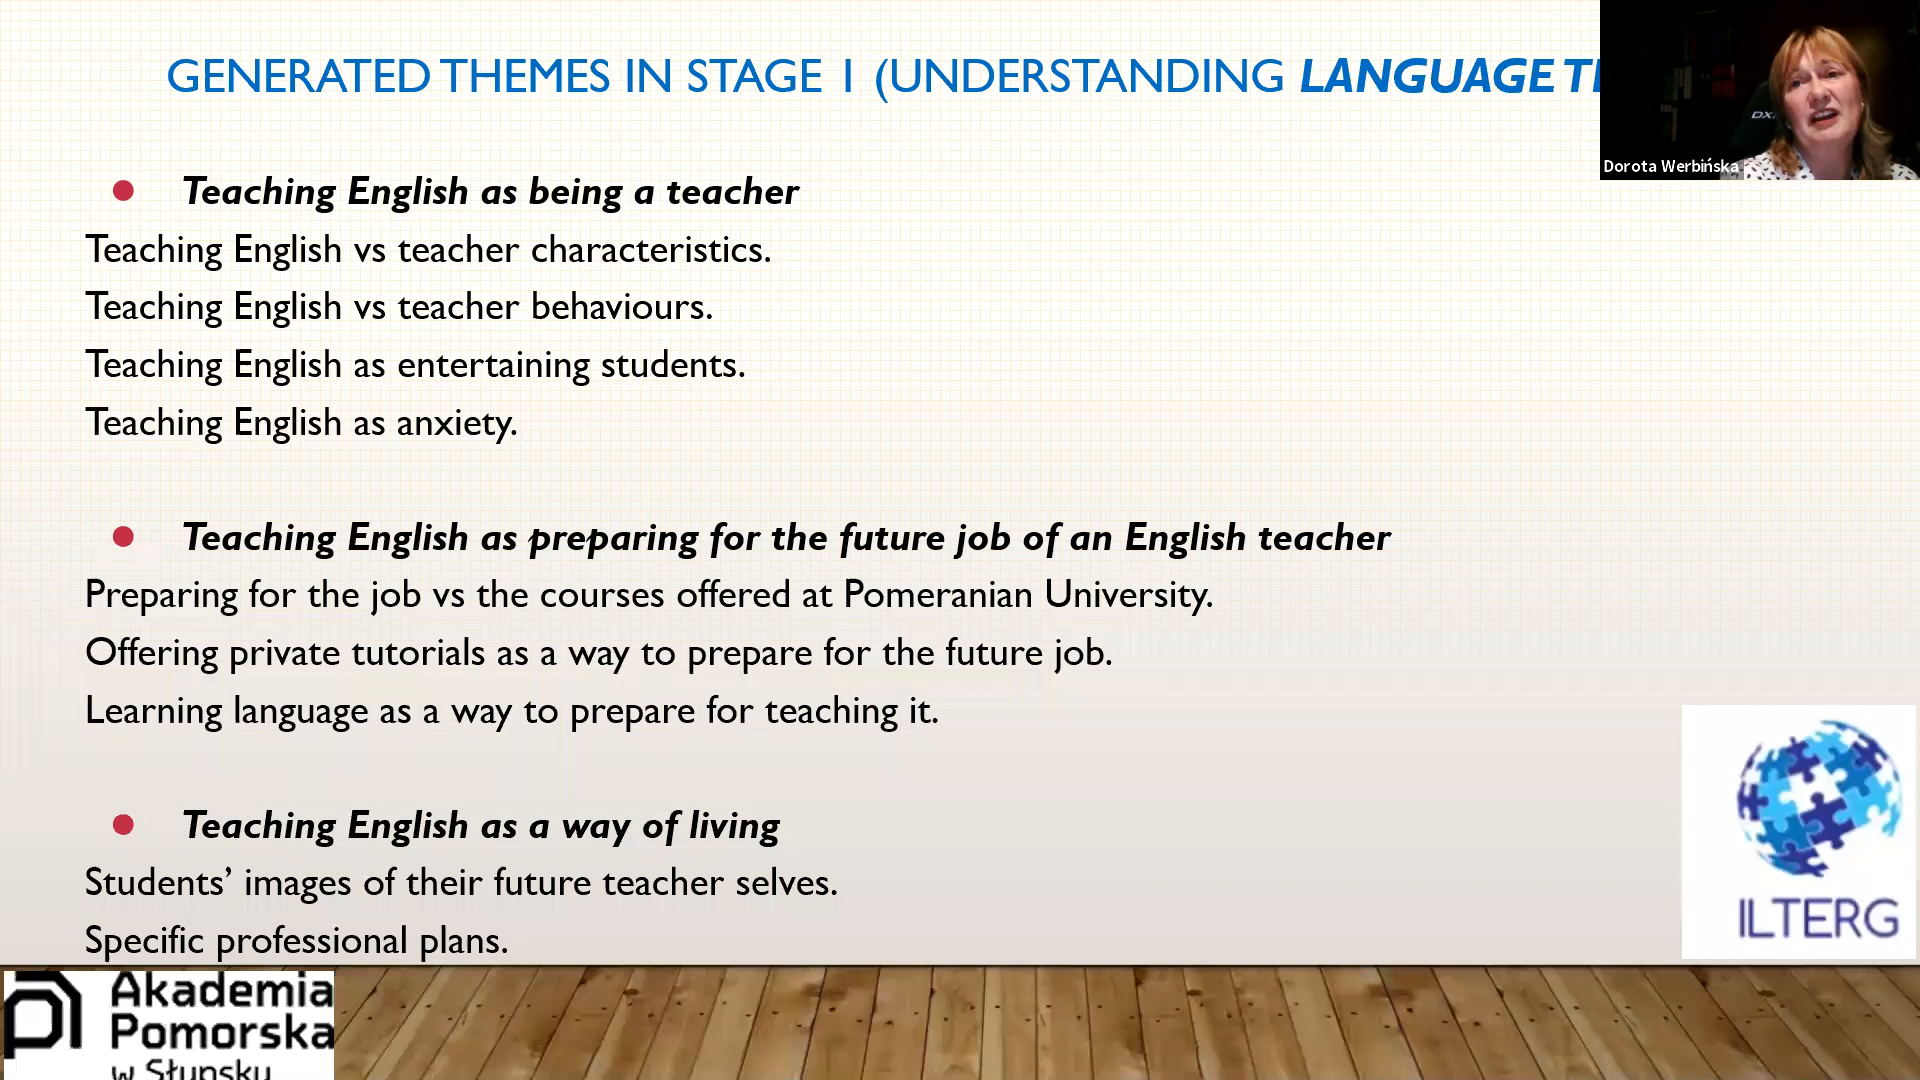 GENERATED THEMES IN STAGE 1 (UNDERSTANDING LANGUAGE
DX
Dorota Werbińska
• Teaching English as being a teacher
Teaching English vs teacher characteristics.
Teaching English vs teacher behaviours.
Teaching English as entertaining students.
Teaching English as anxiety.
• Teaching English as preparing for the future job of an English teacher
Preparing for the job vs the courses offered at Pomeranian University.
Offering private tutorials as a way to prepare for the future job.
Learning language as a way to prepare for teaching it.
• Teaching English as a way of living
Students’ images of their future teacher selves.
Specific professional plans.
ILTERG
Akademia
Pomorska
w Słupsku